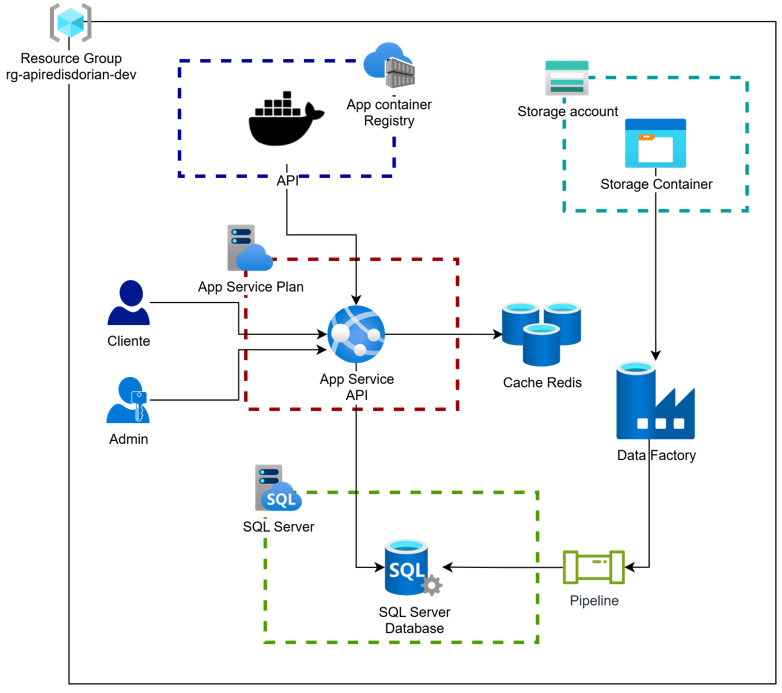 Resource Group
rg-apiredisdorian-dev
App container
Registry
API
Storage account
Storage Container
App Service Plan
Cliente
Admin
App Service
API
Cache Redis
Data Factory
SQL
SQL Server
SQL
SQL Server
Database
Pipeline